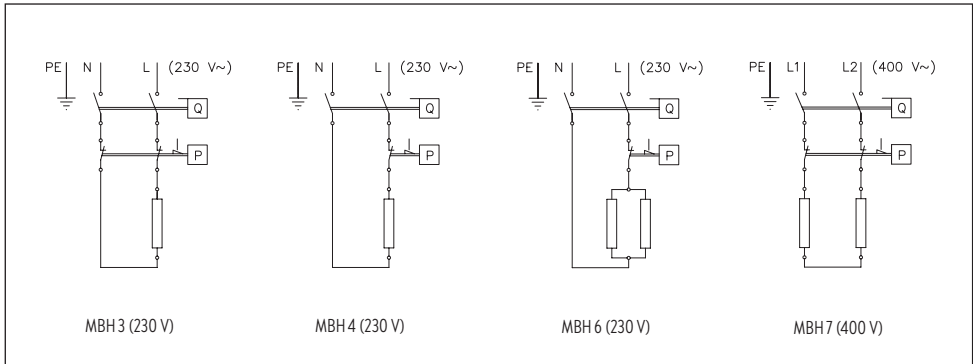 PE N L (230 V~)
Q
P
MBH 3 (230 V)
PE N L (230 V~)
Q
P
MBH 4 (230 V)
PE N L (230 V~)
Q
P
MBH 6 (230 V)
PE L1 L2 (400 V~)
Q
P
MBH 7 (400 V)